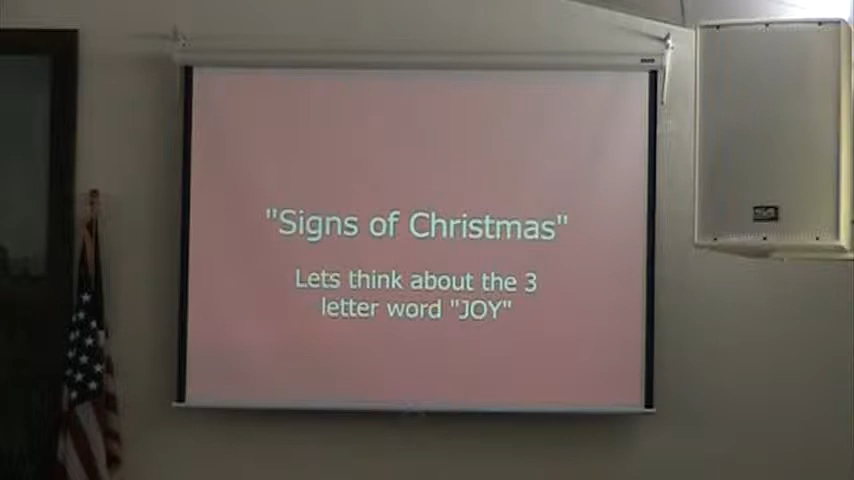 "Signs of Christmas"
Lets think about the 3
letter word "JOY"